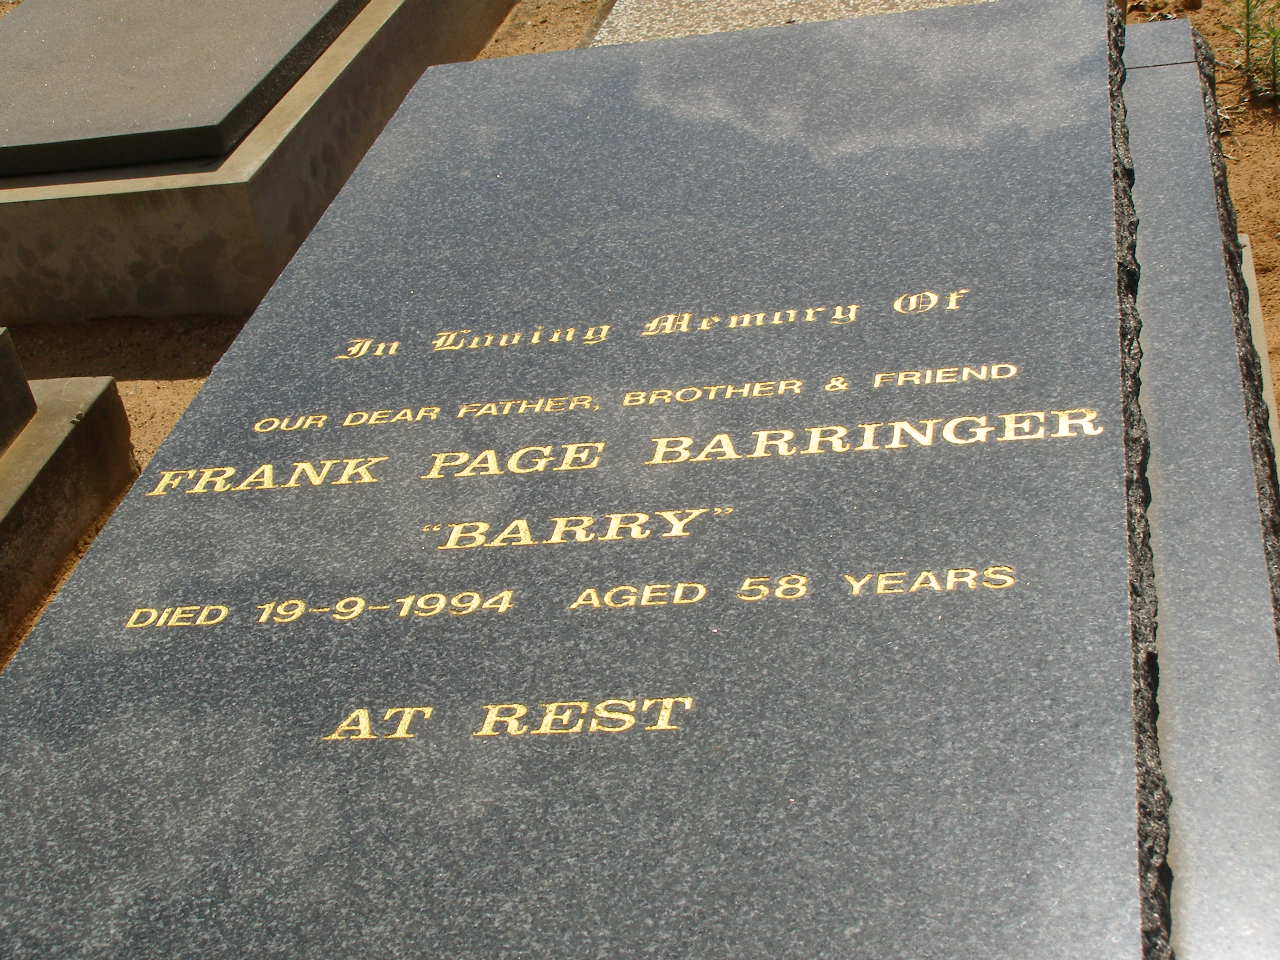 In Loving Memory Of
OUR DEAR FATHER, BROTHER & FRIEND
FRANK PAGE BARRINGER
“BARRY”
DIED 19-9-1994 AGED 58 YEARS
AT REST